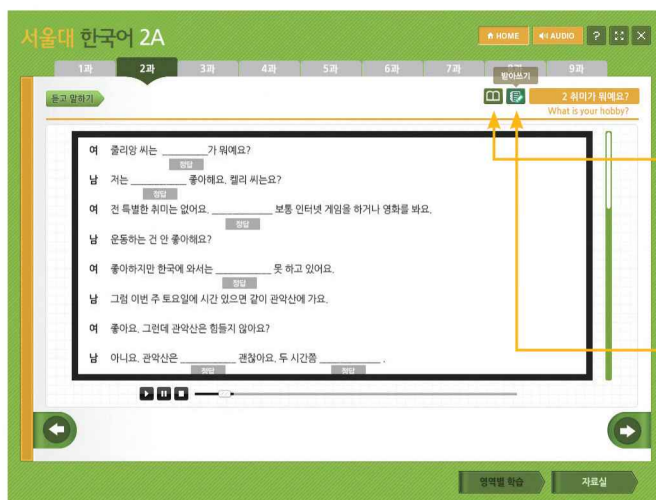 서울대 한국어 2A
HOME AUDIO ?
1과 2과 3과 4과 5과 6과 7과 8과 9과
받아쓰기
듣고 말하기
2 취미가 뭐예요?
What is your hobby?
여 줄리앙 씨는 ________가 뭐예요?
정답
남 저는 __________ 좋아해요. 켈리 씨는요?
정답
여 전 특별한 취미는 없어요. ___________ 보통 인터넷 게임을 하거나 영화를 봐요.
정답
남 운동하는 건 안 좋아해요?
여 좋아하지만 한국에 와서는 __________ 못 하고 있어요.
정답
남 그럼 이번 주 토요일에 시간 있으면 같이 관악산에 가요.
여 좋아요. 그런데 관악산은 힘들지 않아요?
남 아니요. 관악산은 __________ 괜찮아요. 두 시간쯤 ___________ .
정답 정답
영역별 학습 자료실